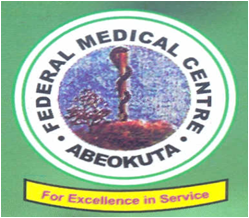 FEDERAL MEDICAL CENTRE
• ABEOKUTA •
For Excellence in Service